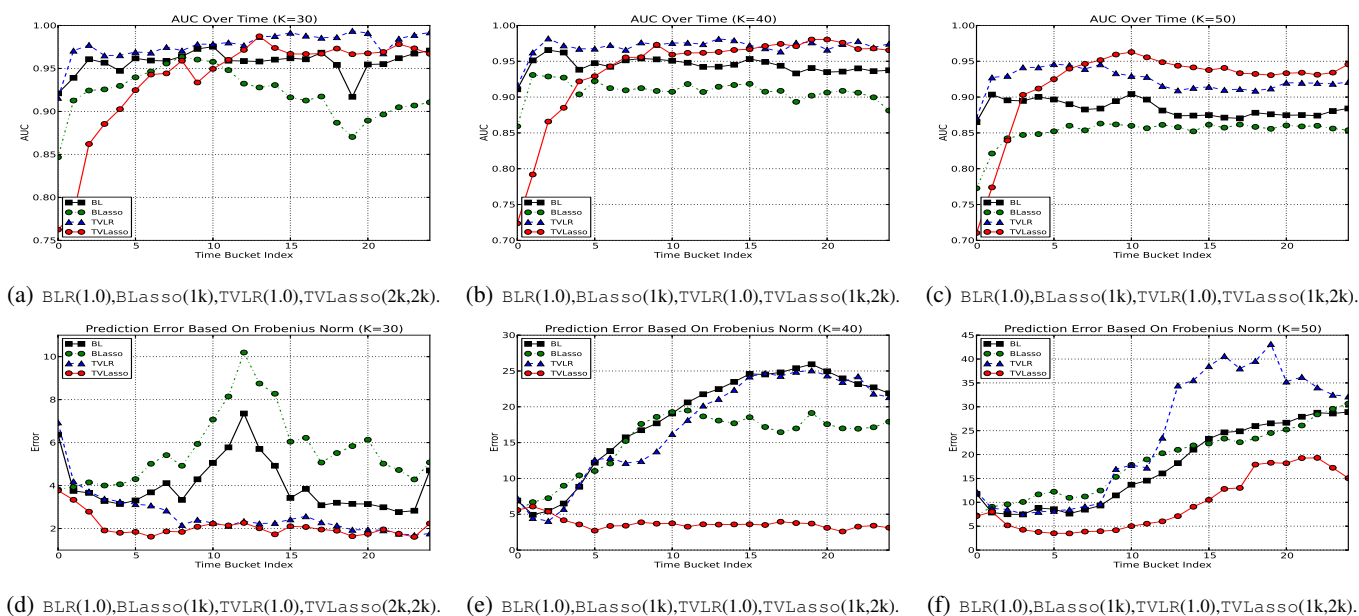 AUC Over Time (K=30)
1.00
0.95
0.90
0.85
0.80
0.75
AUC
BL
BLasso
TVLR
TVLasso
0 5 10 15 20
Time Bucket Index
(a) BLR(1.0),BLasso(1k),TVLR(1.0),TVLasso(2k,2k).
AUC Over Time (K=40)
1.00
0.95
0.90
0.85
0.80
0.75
0.70
AUC
BL
BLasso
TVLR
TVLasso
0 5 10 15 20
Time Bucket Index
(b) BLR(1.0),BLasso(1k),TVLR(1.0),TVLasso(1k,2k).
AUC Over Time (K=50)
1.00
0.95
0.90
0.85
0.80
0.75
0.70
AUC
BL
BLasso
TVLR
TVLasso
0 5 10 15 20
Time Bucket Index
(c) BLR(1.0),BLasso(1k),TVLR(1.0),TVLasso(1k,2k).
Prediction Error Based On Frobenius Norm (K=30)
10
8
6
4
2
Error
BL
BLasso
TVLR
TVLasso
0 5 10 15 20
Time Bucket Index
(d) BLR(1.0),BLasso(1k),TVLR(1.0),TVLasso(2k,2k).
Prediction Error Based On Frobenius Norm (K=40)
30
25
20
15
10
5
0
Error
BL
BLasso
TVLR
TVLasso
0 5 10 15 20
Time Bucket Index
(e) BLR(1.0),BLasso(1k),TVLR(1.0),TVLasso(1k,2k).
Prediction Error Based On Frobenius Norm (K=50)
45
40
35
30
25
20
15
10
5
0
Error
BL
BLasso
TVLR
TVLasso
0 5 10 15 20
Time Bucket Index
(f) BLR(1.0),BLasso(1k),TVLR(1.0),TVLasso(1k,2k).